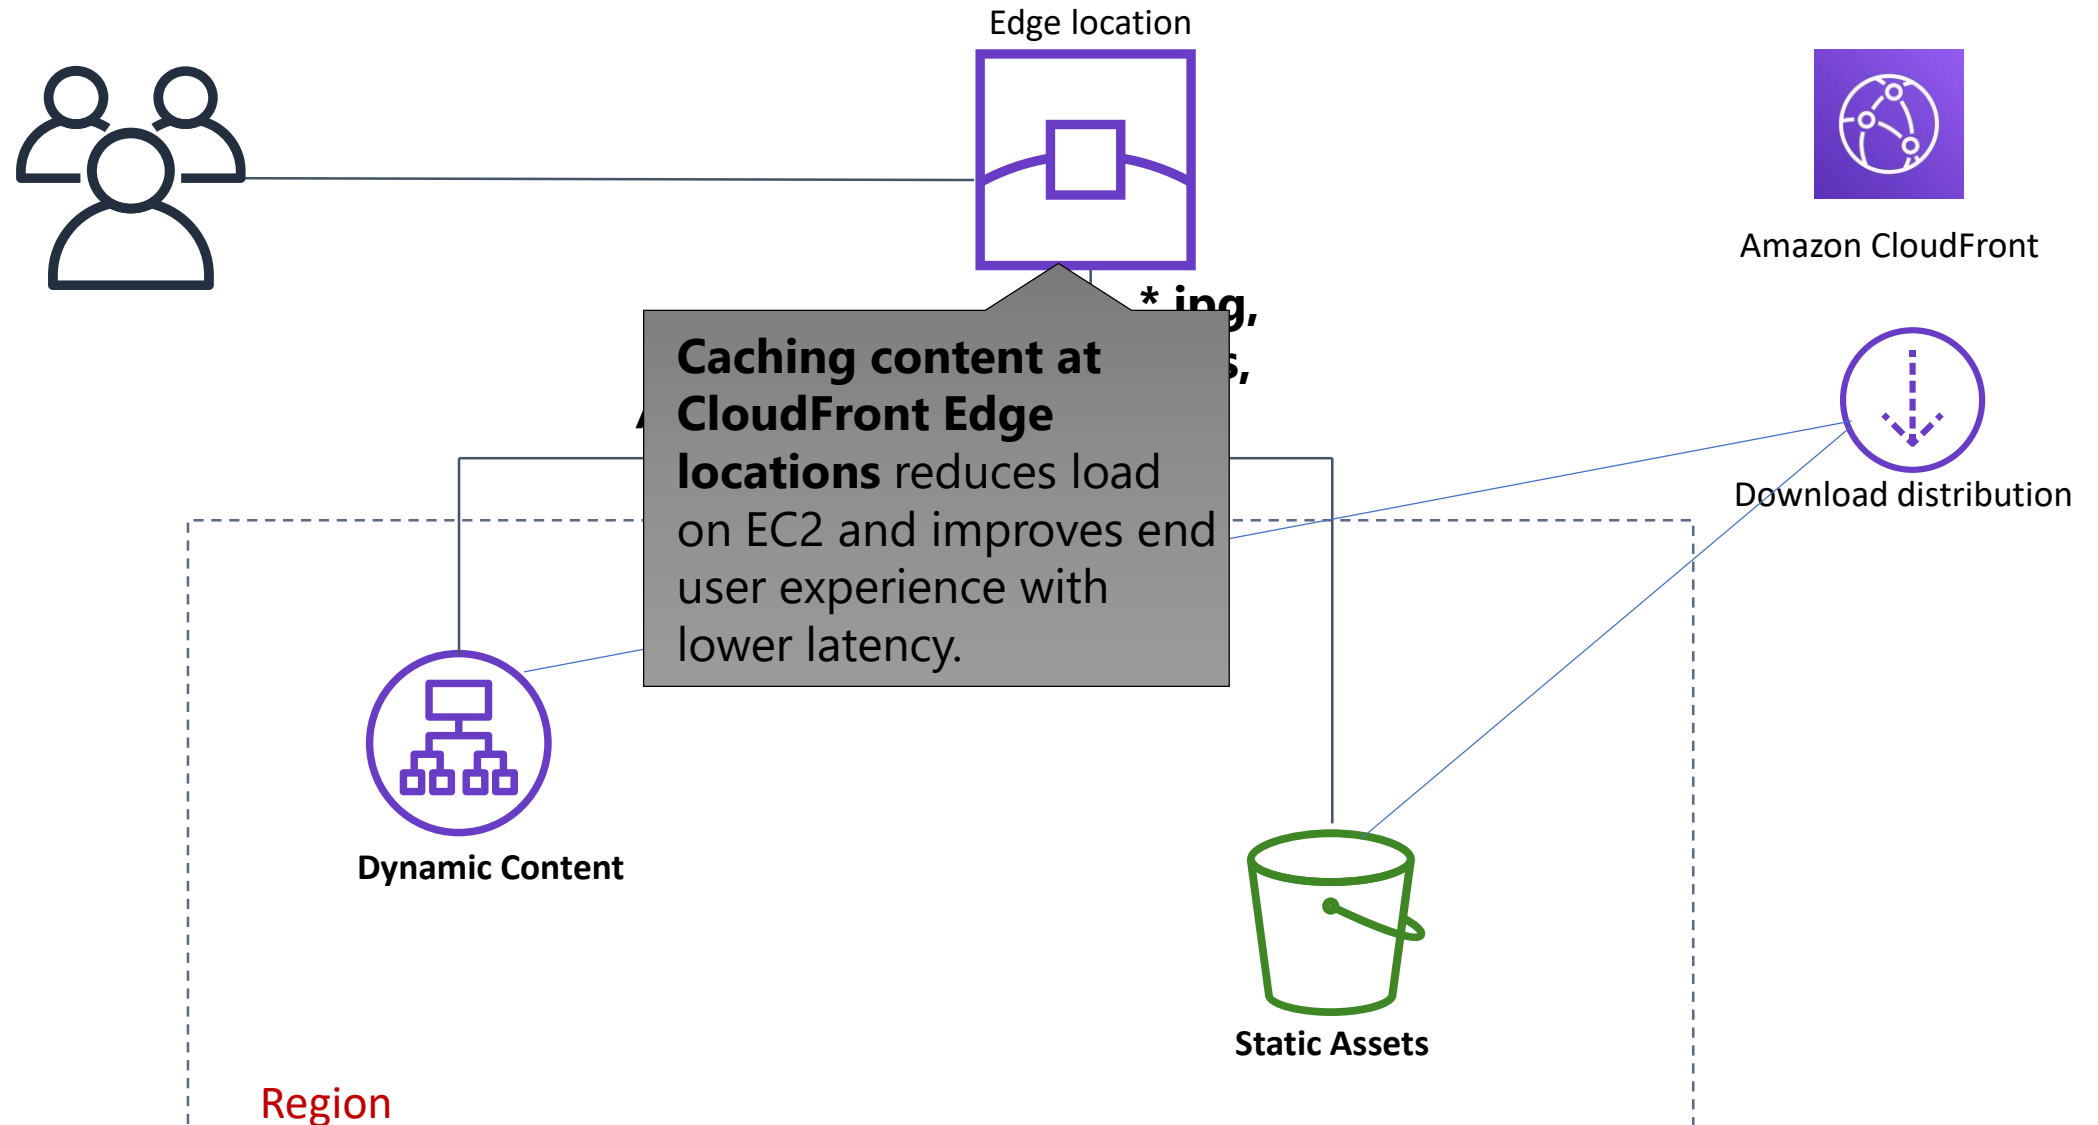 Edge location
Amazon CloudFront
*.jpg,
Caching content at
CloudFront Edge
locations reduces load
on EC2 and improves end
user experience with
lower latency.
Download distribution
Dynamic Content
Static Assets
Region